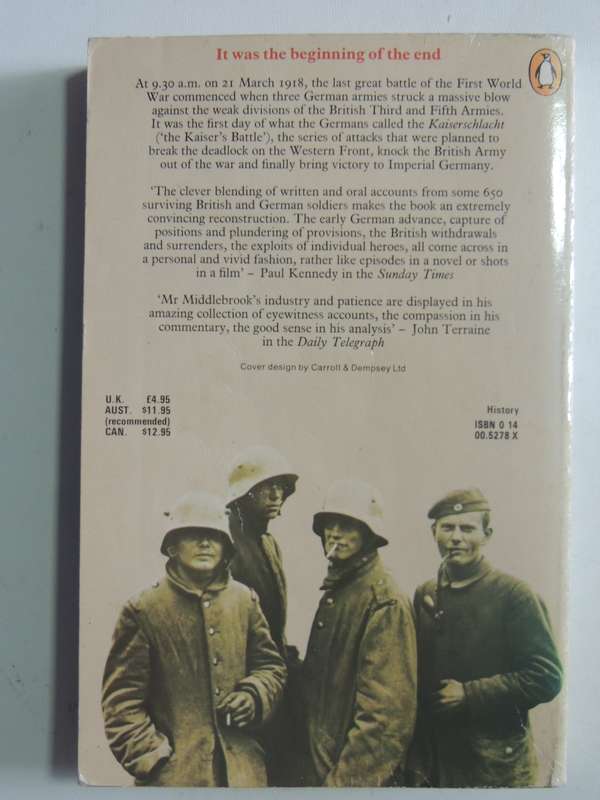 It was the beginning of the end
At 9.30 a.m. on 21 March 1918, the last great battle of the First World
War commenced when three German armies struck a massive blow
against the weak divisions of the British Third and Fifth Armies.
It was the first day of what the Germans called the Kaiserschlacht
('the Kaiser's Battle'), the series of attacks that were planned to
break the deadlock on the Western Front, knock the British Army
out of the war and finally bring victory to Imperial Germany.
'The clever blending of written and oral accounts from some 650
surviving British and German soldiers makes the book an extremely
convincing reconstruction. The early German advance, capture of
positions and plundering of provisions, the British withdrawals
and surrenders, the exploits of individual heroes, all come across in
a personal and vivid fashion, rather like episodes in a novel or shots
in a film' – Paul Kennedy in the Sunday Times
'Mr Middlebrook's industry and patience are displayed in his
amazing collection of eyewitness accounts, the compassion in his
commentary, the good sense in his analysis' – John Terraine
in the Daily Telegraph
Cover design by Carroll & Dempsey Ltd
U.K. £4.95
AUST. $11.95
(recommended)
CAN. $12.95
History
ISBN 0 14
00.5278 X